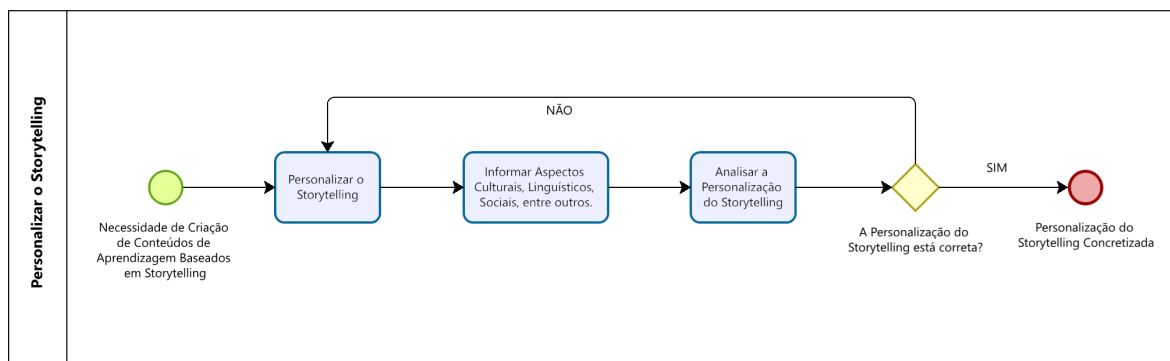 Personalizar o Storytelling
NÃO
Necessidade de Criação
de Conteúdos de
Aprendizagem Baseados
em Storytelling
Personalizar o
Storytelling
Informar Aspectos
Culturais, Linguísticos,
Sociais, entre outros.
Analisar a
Personalização
do Storytelling
A Personalização do
Storytelling está correta?
SIM
Personalização do
Storytelling Concretizada